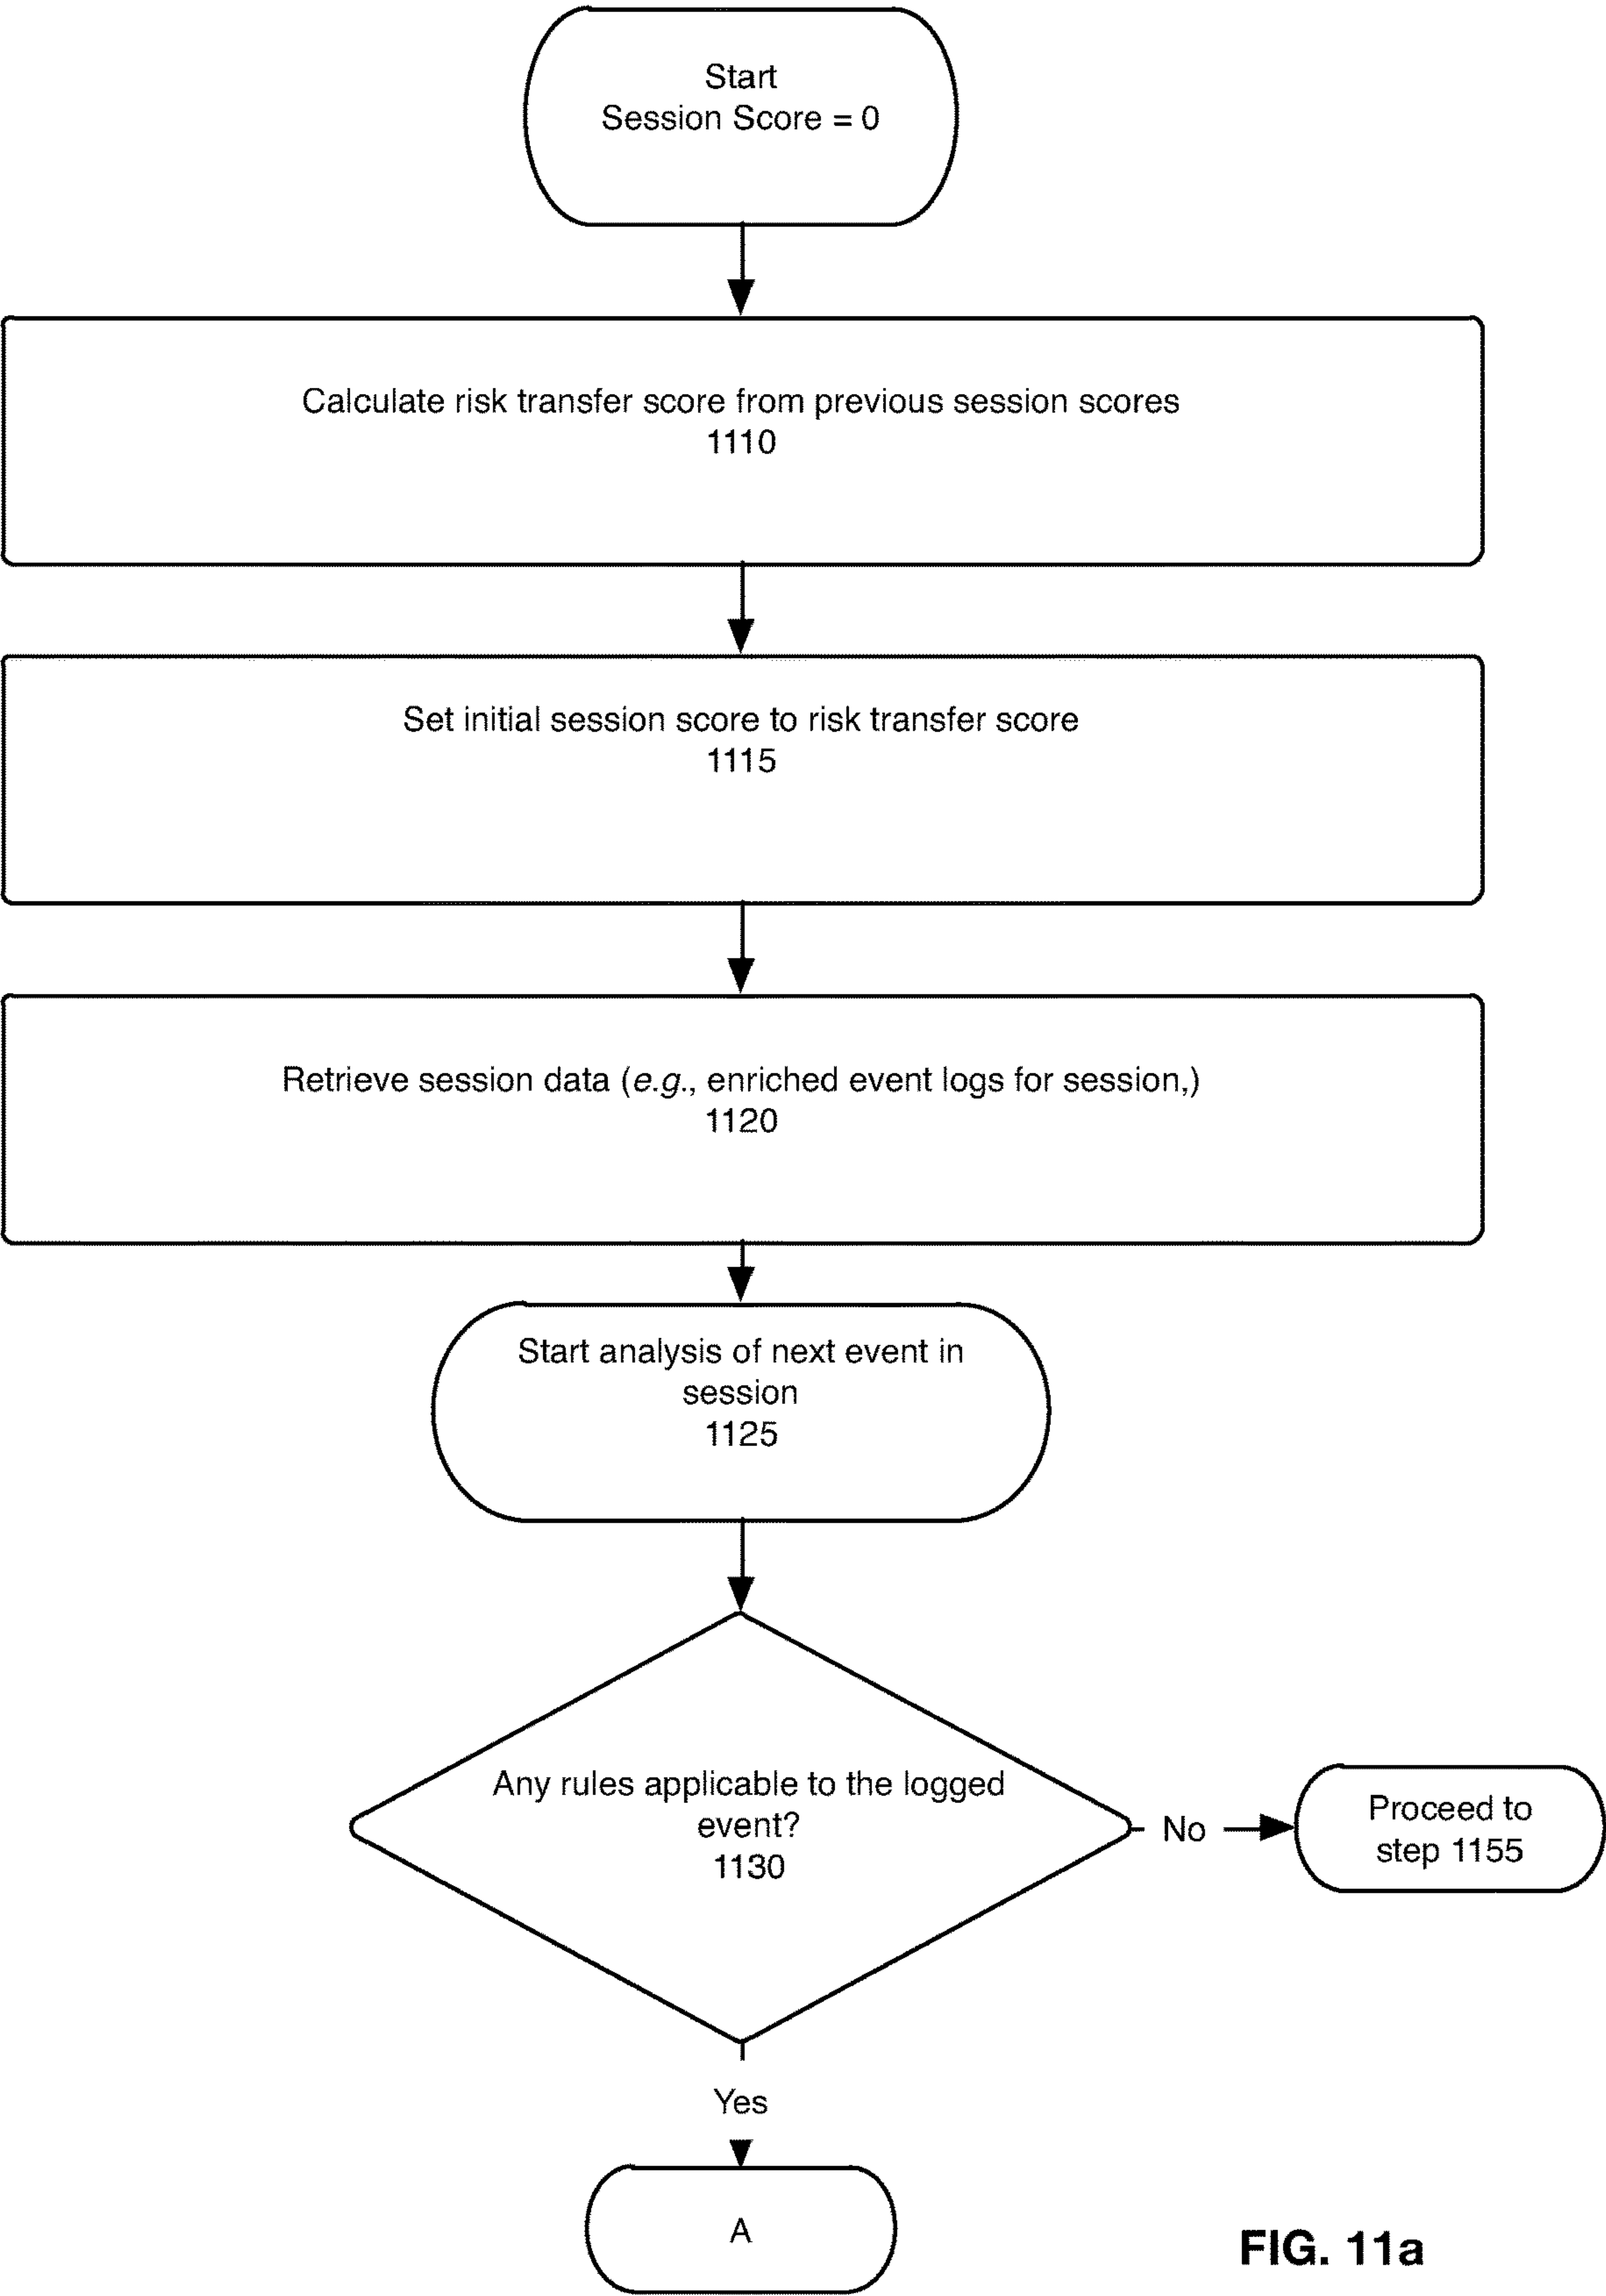 Start
Session Score = 0
Calculate risk transfer score from previous session scores
1110
Set initial session score to risk transfer score
1115
Retrieve session data (e.g., enriched event logs for session,)
1120
Start analysis of next event in
session
1125
Any rules applicable to the logged
event?
1130
No
Proceed to
step 1155
Yes
A
FIG. 11a